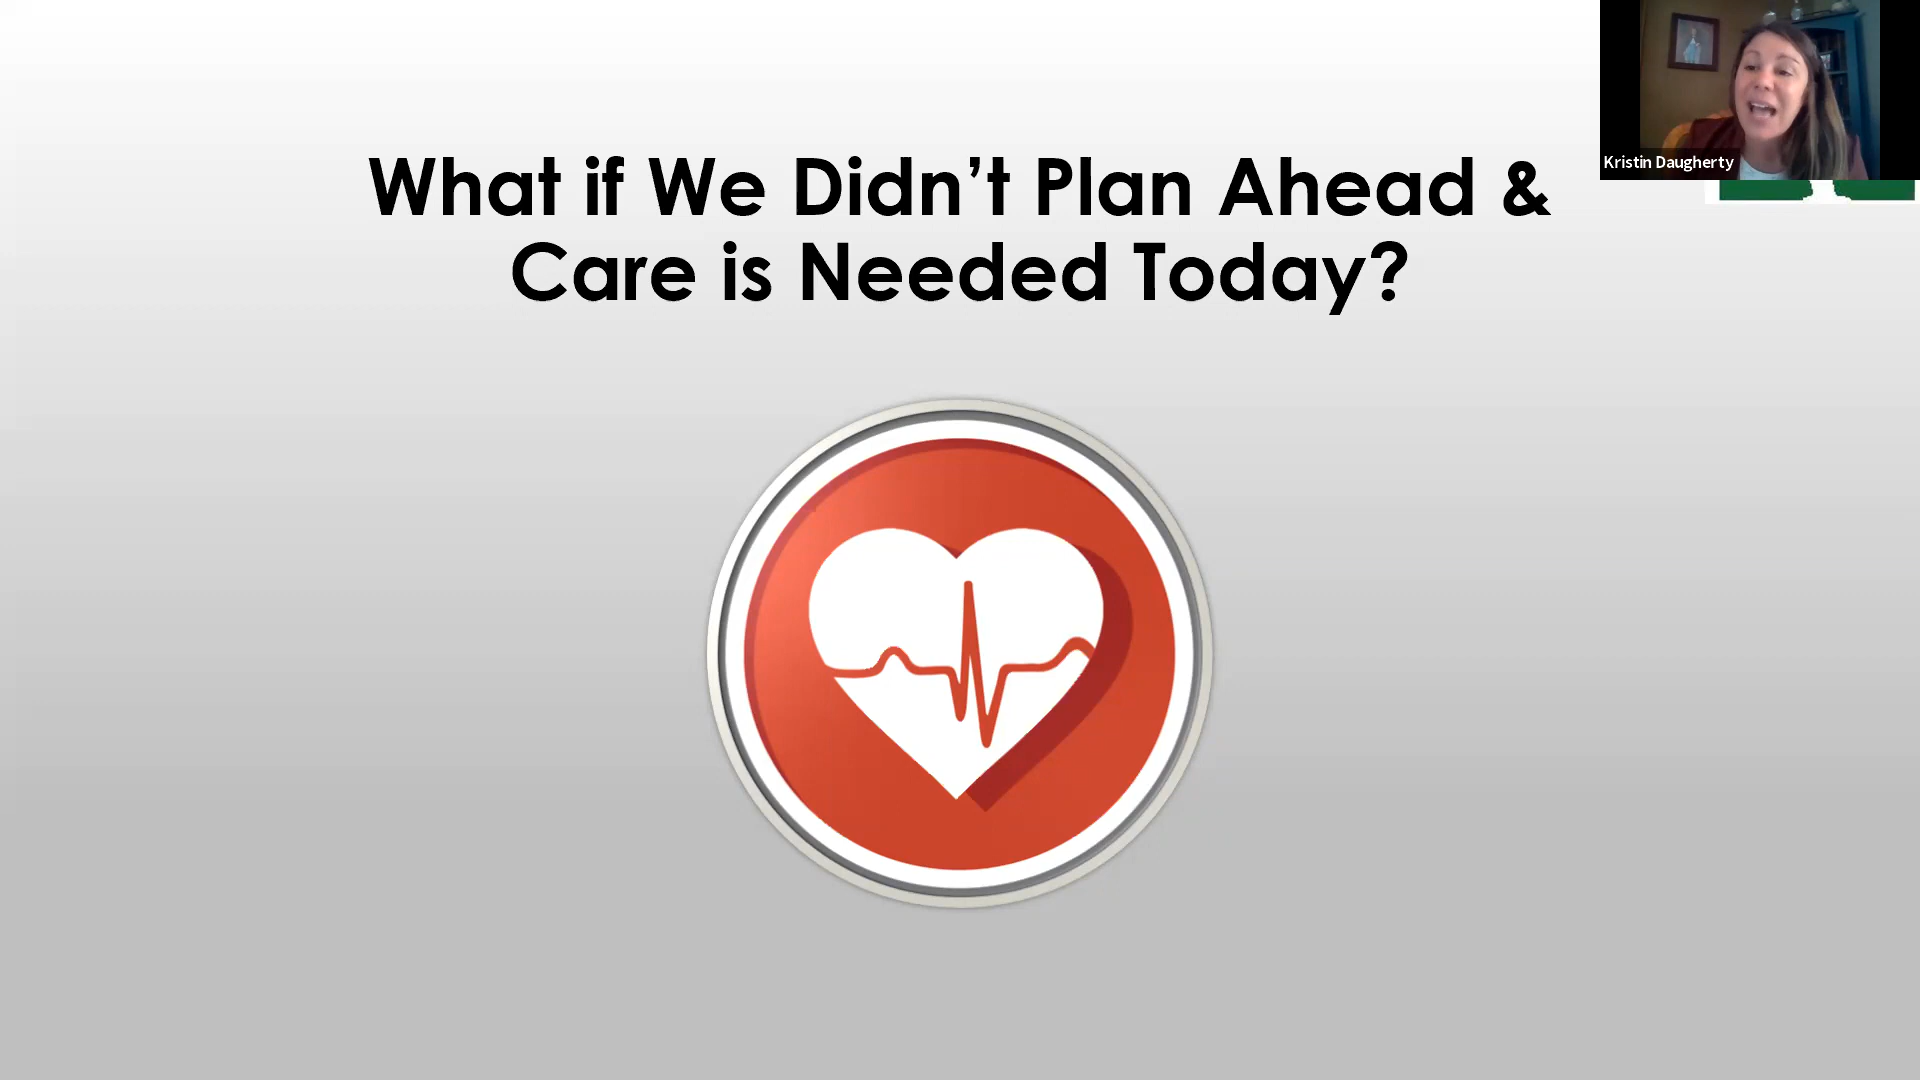 What if We Didn’t Plan Ahead &
Care is Needed Today?
Kristin Daugherty